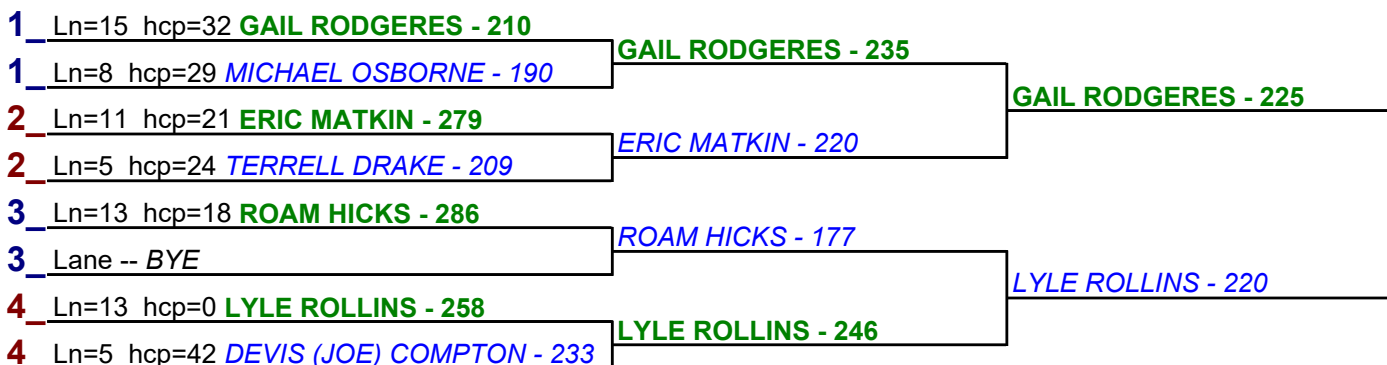 1_ Ln=15 hcp=32 GAIL RODGERES - 210
GAIL RODGERES - 235
1_ Ln=8 hcp=29 MICHAEL OSBORNE - 190
GAIL RODGERES - 225
2_ Ln=11 hcp=21 ERIC MATKIN - 279
ERIC MATKIN - 220
2_ Ln=5 hcp=24 TERRELL DRAKE - 209
3_ Ln=13 hcp=18 ROAM HICKS - 286
ROAM HICKS - 177
3_ Lane -- BYE
LYLE ROLLINS - 220
4_ Ln=13 hcp=0 LYLE ROLLINS - 258
LYLE ROLLINS - 246
4 Ln=5 hcp=42 DEVIS (JOE) COMPTON - 233